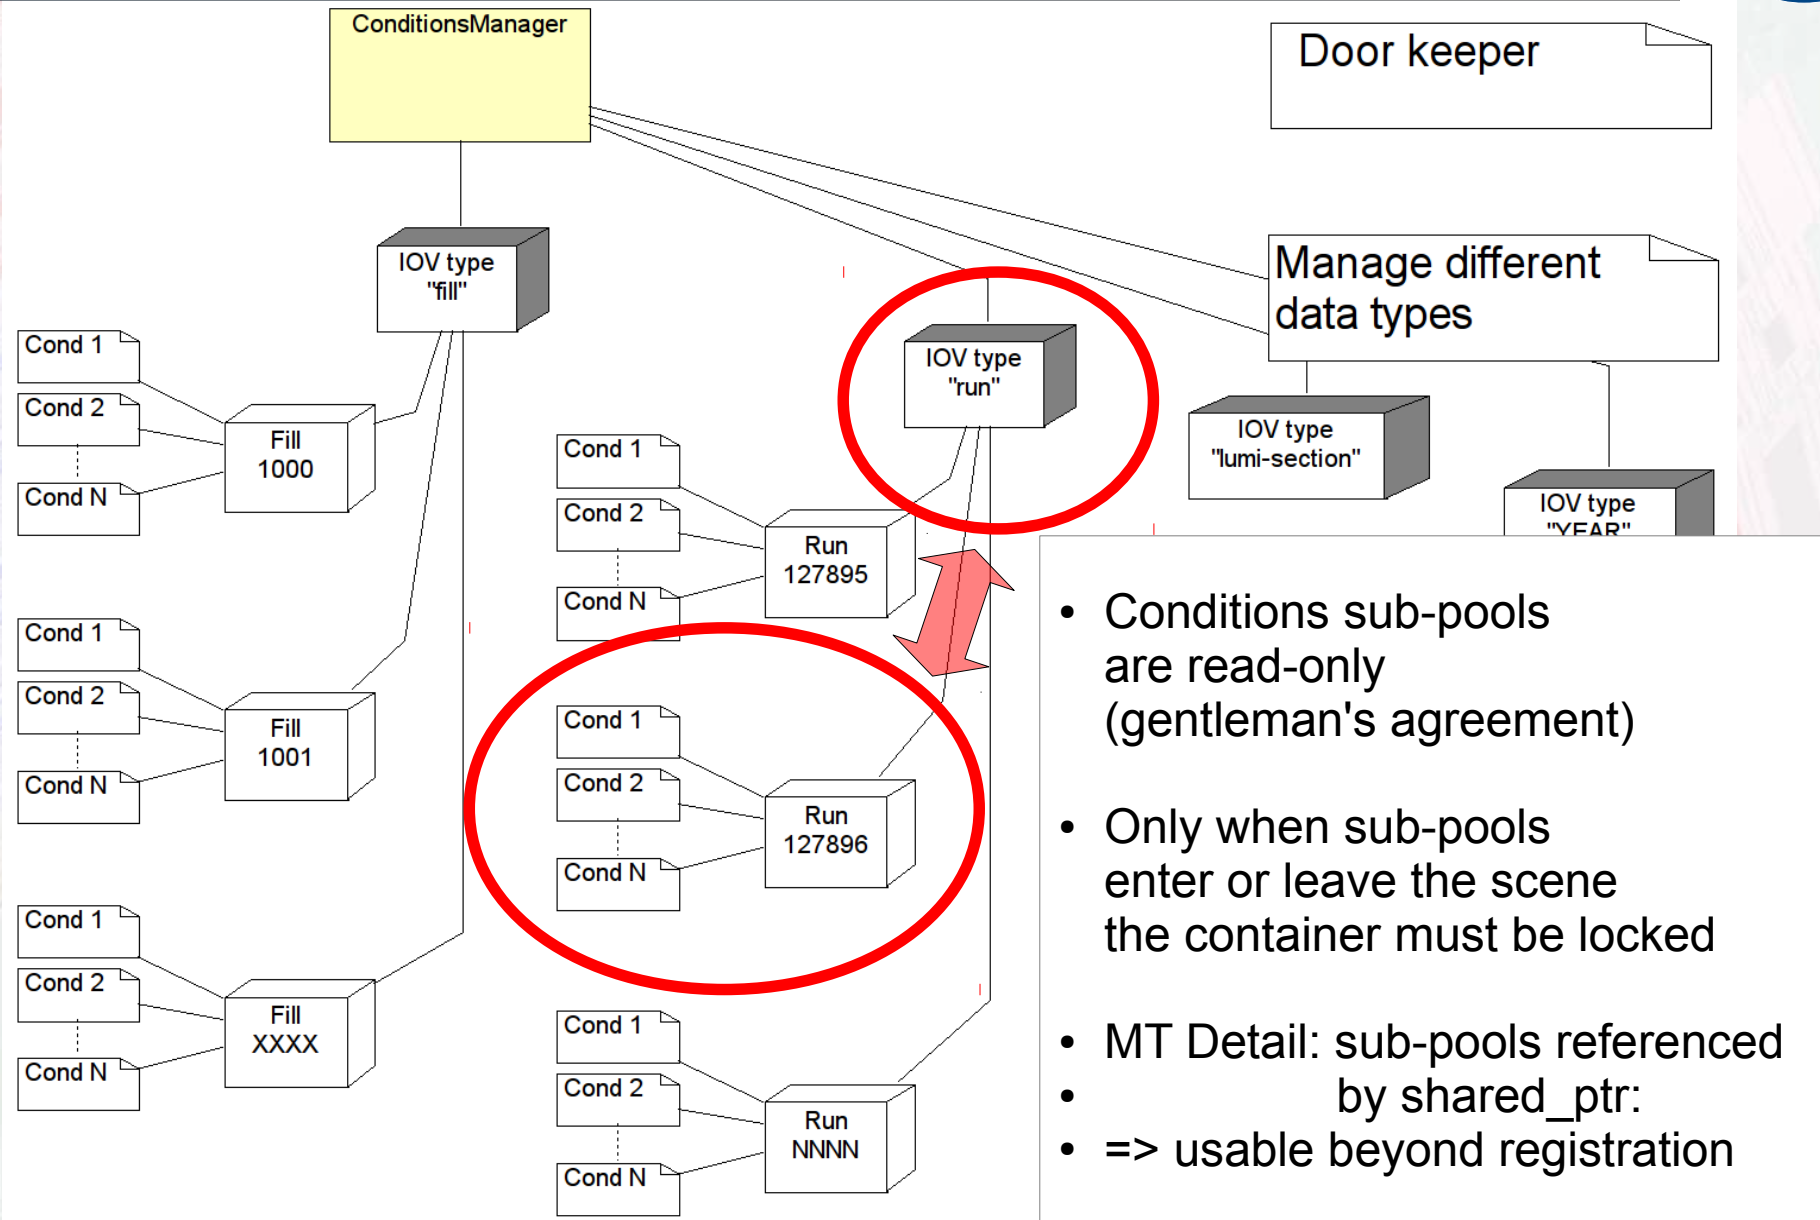 ConditionsManager
Door keeper
IOV type
"fill"
Manage different
data types
Cond 1
Cond 2
Cond N
Fill
1000
IOV type
"run"
IOV type
"lumi-section"
IOV type
"YEAR"
Cond 1
Cond 2
Cond N
Run
127895
Cond 1
Cond 2
Cond N
Fill
1001
Cond 1
Cond 2
Cond N
Run
127896
Cond 1
Cond 2
Cond N
Fill
XXXX
Cond 1
Cond 2
Cond N
Run
NNNN
• Conditions sub-pools
are read-only
(gentleman's agreement)
• Only when sub-pools
enter or leave the scene
the container must be locked
• MT Detail: sub-pools referenced
• by shared_ptr:
• => usable beyond registration